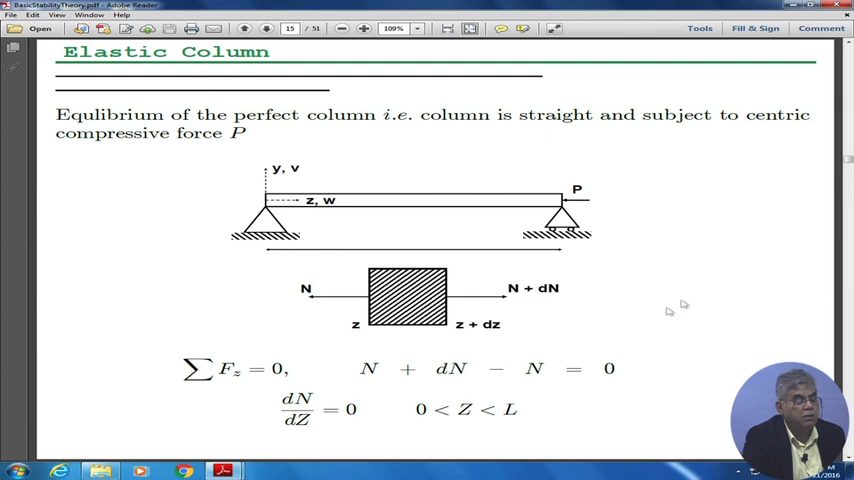 BasicStabilityTheory.pdf - Adobe Reader
File Edit View Window Help
Open 15 / 51 109% Tools Fill & Sign Comment
Elastic Column
Equlibrium of the perfect column i.e. column is straight and subject to centric
compressive force P
y, v
P
z, w
N N + dN
z z + dz
∑ F_z = 0, N + dN − N = 0
dN/dZ = 0 0 < Z < L